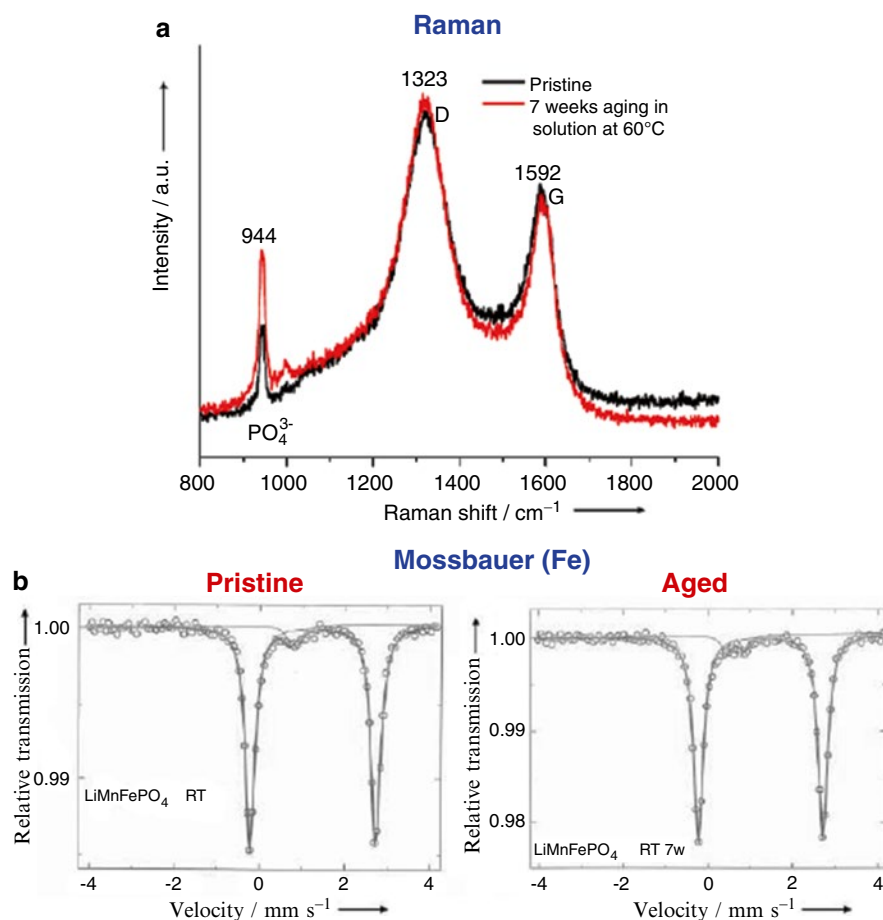 a
Raman
1323
D
Pristine
7 weeks aging in
solution at 60°C
1592
G
944
PO₄³⁻
Intensity / a.u.
800 1000 1200 1400 1600 1800 2000
Raman shift / cm⁻¹
b
Mossbauer (Fe)
Pristine
Relative transmission
1.00
0.99
LiMnFePO₄ RT
-4 -2 0 2 4
Velocity / mm s⁻¹
Aged
Relative transmission
1.00
0.99
0.98
LiMnFePO₄ RT 7w
-4 -2 0 2 4
Velocity / mm s⁻¹